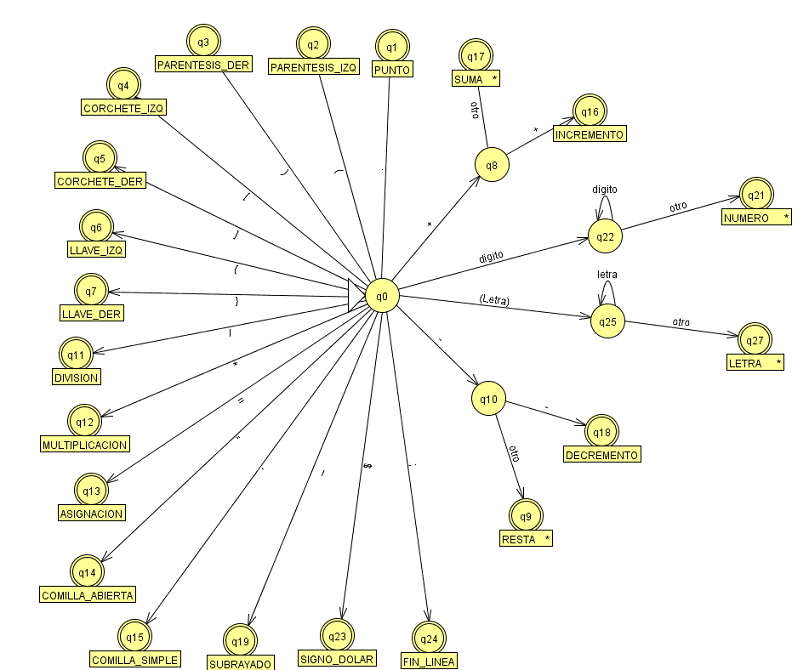 q3
PARENTESIS_DER
q2
PARENTESIS_IZQ
q1
PUNTO
q17
SUMA *
q4
CORCHETE_IZQ
otro
q16
INCREMENTO
+
q5
CORCHETE_DER
)
(
.
q8
q6
LLAVE_IZQ
[
]
{
digito
q21
NUMERO *
otro
q22
digito
q7
LLAVE_DER
}
q0
letra
(Letra)
q25
otro
q27
LETRA *
q11
DIVISION
*
-
q10
q12
MULTIPLICACION
=
"
-
q18
DECREMENTO
otro
q13
ASIGNACION
'
$
;
q9
RESTA *
q14
COMILLA_ABIERTA
q15
COMILLA_SIMPLE
q19
SUBRAYADO
q23
SIGNO_DOLAR
q24
FIN_LINEA